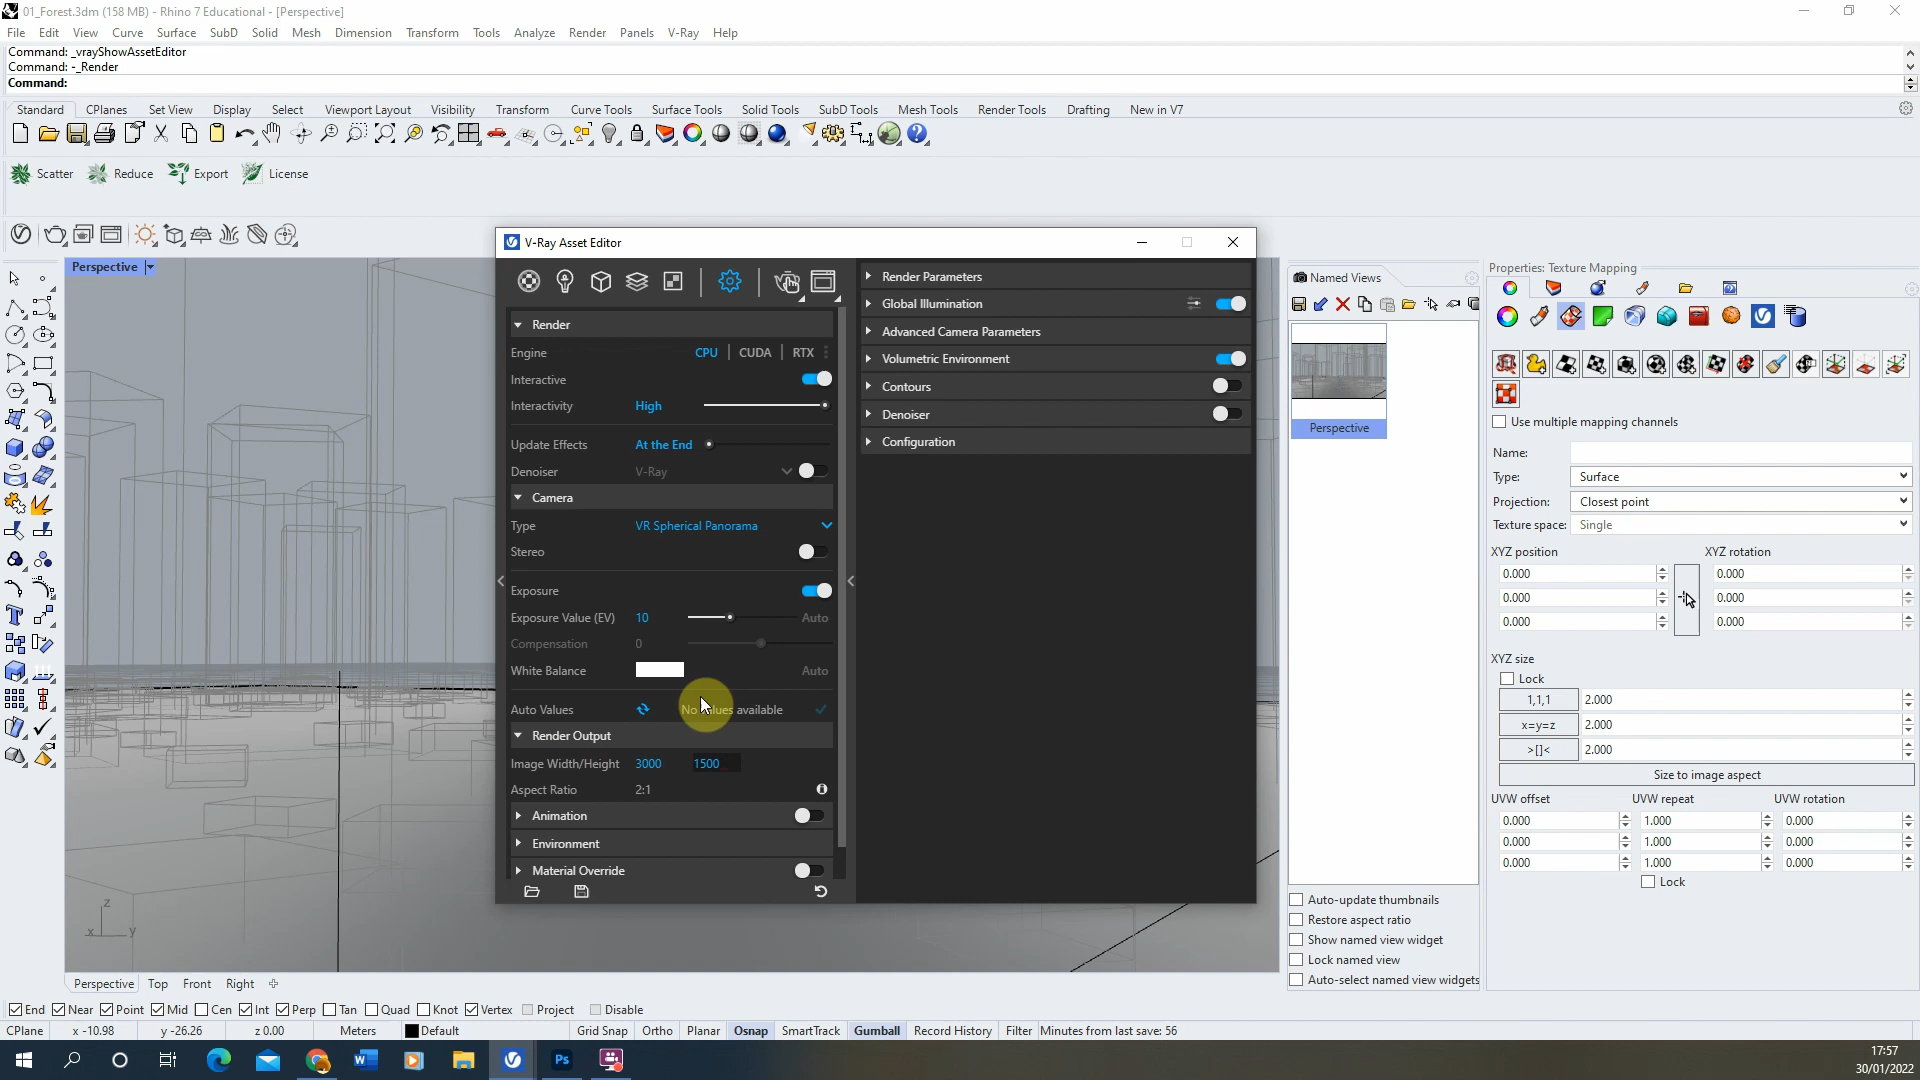 01_Forest.3dm (158 MB) - Rhino 7 Educational - [Perspective]
File Edit View Curve Surface SubD Solid Mesh Dimension Transform Tools Analyze Render Panels V-Ray Help
Command: _vrayShowAssetEditor
Command: -_Render
Command:
Standard CPlanes Set View Display Select Viewport Layout Visibility Transform Curve Tools Surface Tools Solid Tools SubD Tools Mesh Tools Render Tools Drafting New in V7
Scatter Reduce Export License
Perspective
V-Ray Asset Editor
Render
Engine CPU CUDA RTX
Interactive
Interactivity High
Update Effects At the End
Denoiser V-Ray
Camera
Type VR Spherical Panorama
Stereo
Exposure
Exposure Value (EV) 10 Auto
Compensation 0
White Balance Auto
Auto Values No available
Render Output
Image Width/Height 3000 1500
Aspect Ratio 2:1
Animation
Environment
Material Override
Render Parameters
Global Illumination
Advanced Camera Parameters
Volumetric Environment
Contours
Denoiser
Configuration
Named Views
Perspective
Auto-update thumbnails
Restore aspect ratio
Show named view widget
Lock named view
Auto-select named view widgets
Properties: Texture Mapping
Use multiple mapping channels
Name:
Type: Surface
Projection: Closest point
Texture space: Single
XYZ position XYZ rotation
0.000 0.000
0.000 0.000
0.000 0.000
XYZ size
Lock
1,1,1 2.000
x=y=z 2.000
>[]< 2.000
Size to image aspect
UVW offset UVW repeat UVW rotation
0.000 1.000 0.000
0.000 1.000 0.000
0.000 1.000 0.000
Lock
z
x y
Perspective Top Front Right
End Near Point Mid Cen Int Perp Tan Quad Knot Vertex Project Disable
CPlane x -10.98 y -26.26 z 0.00 Meters Default Grid Snap Ortho Planar Osnap SmartTrack Gumball Record History Filter Minutes from last save: 56
17:57
30/01/2022